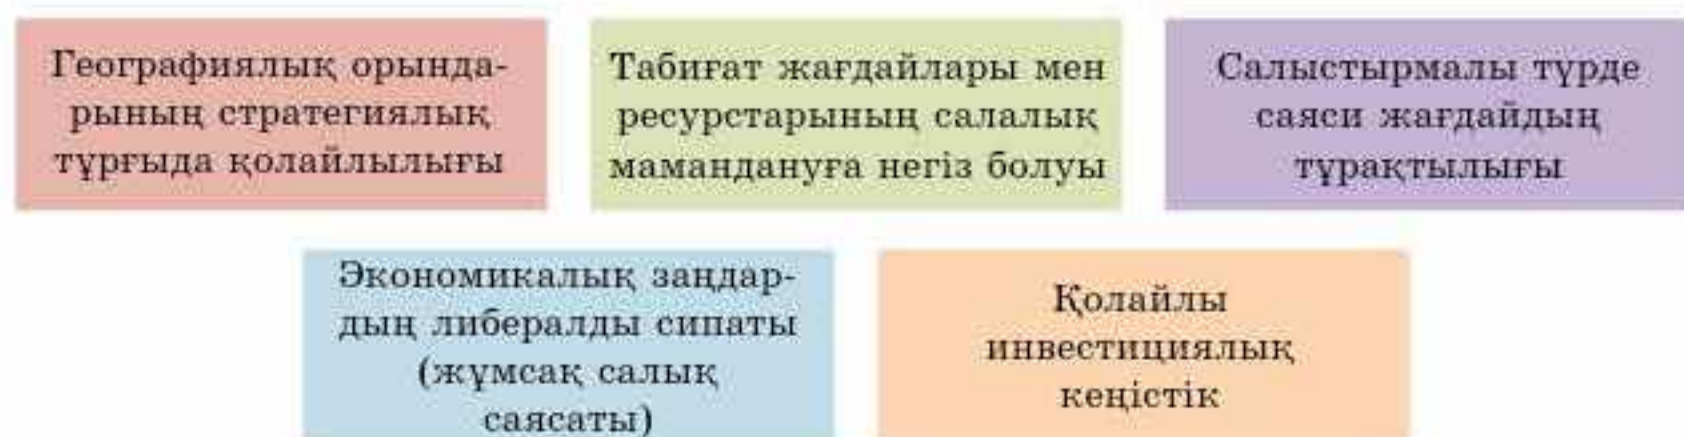 Географиялық орында-
рының стратегиялық
тұрғыда қолайлылығы
Табиғат жағдайлары мен
ресурстарының салалық
мамандануға негіз болуы
Салыстырмалы түрде
саяси жағдайдың
тұрақтылығы
Экономикалық заңдар-
дың либералды сипаты
(жұмсақ салық
саясаты)
Қолайлы
инвестициялық
кеңістік